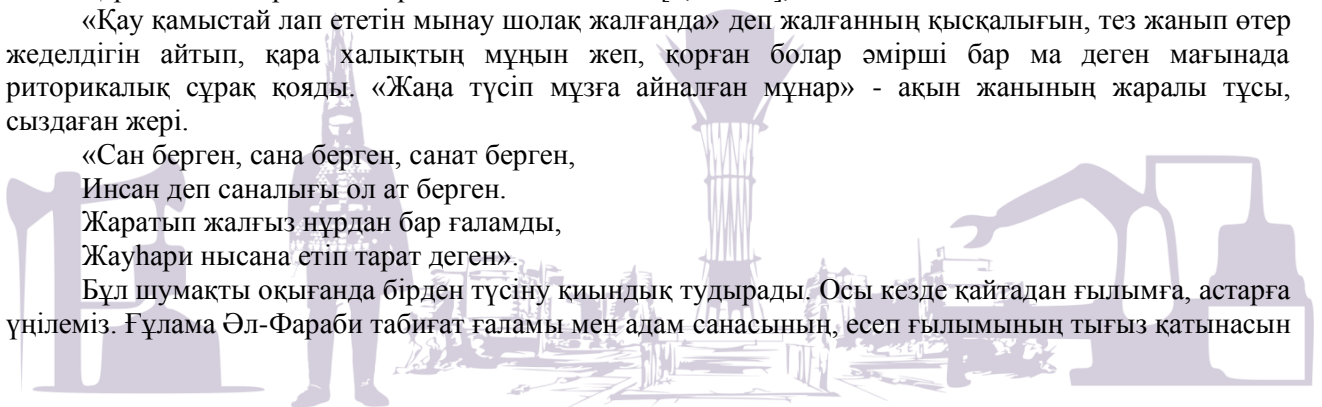 «Қау қамыстай лап ететін мынау шолақ жалғанда» деп жалғанның қысқалығын, тез жанып өтер
жеделдігін айтып, қара халықтың мұңын жеп, қорған болар әмірші бар ма деген мағынада
риторикалық сұрақ қояды. «Жаңа түсіп мұзға айналған мұнар» - ақын жанының жаралы тұсы,
сыздаған жері.
«Сан берген, сана берген, санат берген,
Инсан деп саналығы ол ат берген.
Жаратып жалғыз нұрдан бар ғаламды,
Жауһари нысана етіп тарат деген».
Бұл шумақты оқығанда бірден түсіну қиындық тудырады. Осы кезде қайтадан ғылымға, астарға
үңілеміз. Ғұлама Әл-Фараби табиғат ғаламы мен адам санасының, есеп ғылымының тығыз қатынасын